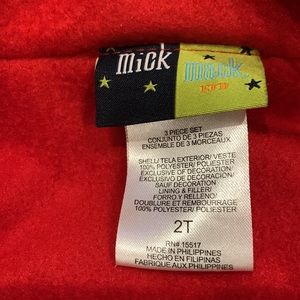 mick
mack
3 PIECE SET
CONJUNTO DE 3 PIEZAS
ENSEMBLE DE 3 MORCEAUX
SHELL/ TELA EXTERIOR/ VESTE
100% POLYESTER/ POLIESTER
EXCLUSIVE OF DECORATION/
EXCLUSIVO DE DECORACION/
SAUF DECORATION
LINING & FILLER/
FORRO Y RELLENO/
DOUBLURE ET REMBOURRAGE
100% POLYESTER/ POLIESTER
2T
RN# 15517
MADE IN PHILIPPINES
HECHO EN FILIPINAS
FABRIQUE AUX PHILIPPINES